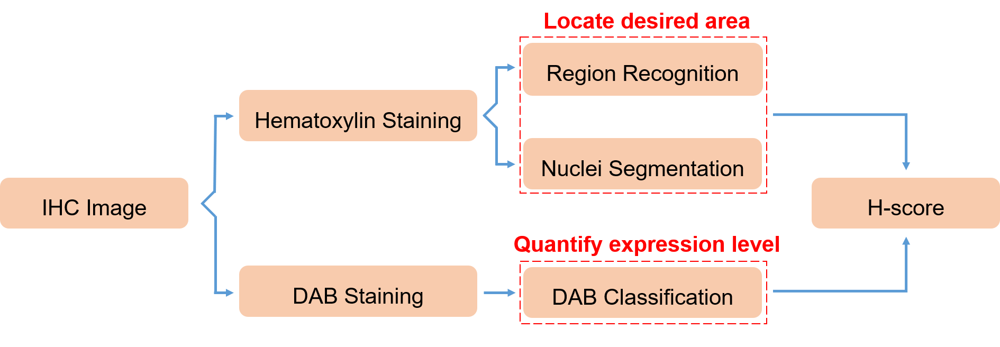 Locate desired area
Region Recognition
Hematoxylin Staining
Nuclei Segmentation
IHC Image
H-score
Quantify expression level
DAB Staining
DAB Classification